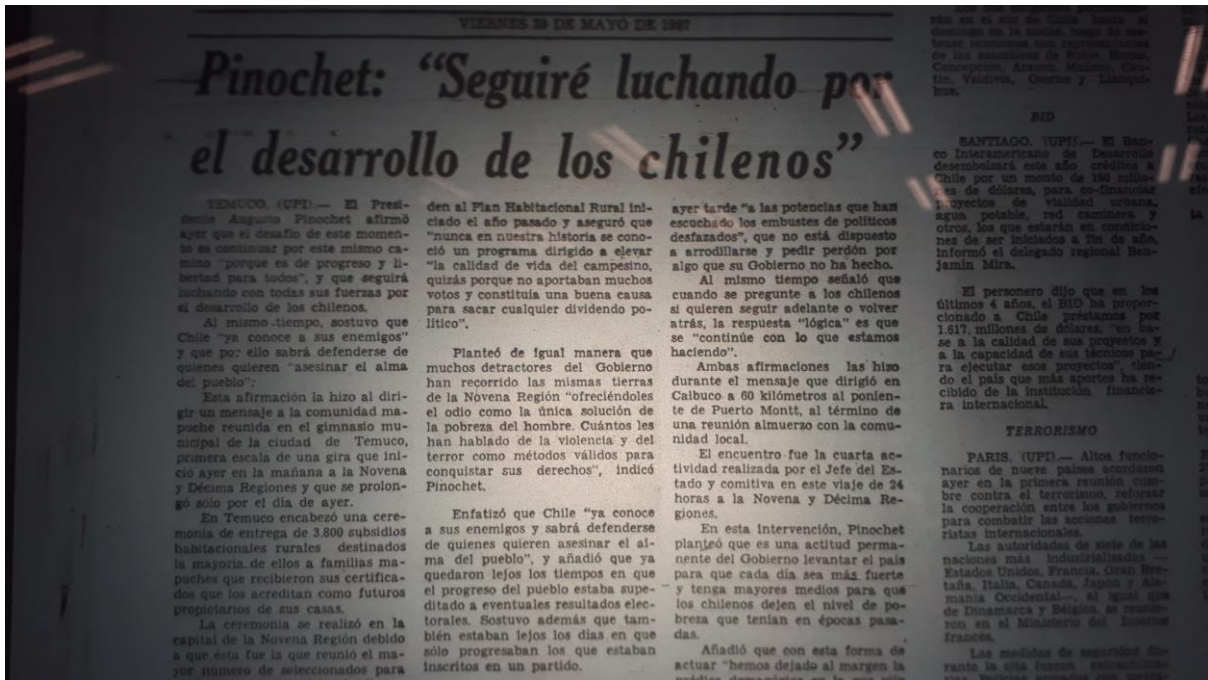 VIERNES 29 DE MAYO DE 1987
Pinochet: “Seguiré luchando por
el desarrollo de los chilenos”
TEMUCO. (UPI).— El Presi-
dente Augusto Pinochet afirmó
ayer que el desafío de este momen-
to es continuar por este mismo ca-
mino “porque es de progreso y li-
bertad para todos”, y que seguirá
luchando con todas sus fuerzas por
el desarrollo de los chilenos.
Al mismo tiempo, sostuvo que
Chile “ya conoce a sus enemigos”
y que por ello sabrá defenderse de
quienes quieren “asesinar el alma
del pueblo”:
Esta afirmación la hizo al diri-
gir un mensaje a la comunidad ma-
puche reunida en el gimnasio mu-
nicipal de la ciudad de Temuco,
primera escala de una gira que ini-
ció ayer en la mañana a la Novena
y Décima Regiones y que se prolon-
gó solo por el día de ayer.
En Temuco encabezó una cere-
monia de entrega de 3.800 subsidios
habitacionales rurales destinados
la mayoría de ellos a familias ma-
puches que recibieron sus certifica-
dos que los acreditan como futuros
propietarios de sus casas.
La ceremonia se realizó en la
capital de la Novena Región debido
a que ésta fue la que reunió el ma-
yor número de seleccionados para
den al Plan Habitacional Rural ini-
ciado el año pasado y aseguró que
“nunca en nuestra historia se cono-
ció un programa dirigido a elevar
“la calidad de vida del campesino,
quizás porque no aportaban muchos
votos y constituía una buena causa
para sacar cualquier dividendo po-
lítico”.
Planteó de igual manera que
muchos detractores del Gobierno
han recorrido las mismas tierras
de la Novena Región “ofreciéndoles
el odio como la única solución de
la pobreza del hombre. Cuántos les
han hablado de la violencia y del
terror como métodos válidos para
conquistar sus derechos”, indicó
Pinochet.
Enfatizó que Chile “ya conoce
a sus enemigos y sabrá defenderse
de quienes quieren asesinar el al-
ma del pueblo”, y añadió que ya
quedaron lejos los tiempos en que
el progreso del pueblo estaba supe-
ditado a eventuales resultados elec-
torales. Sostuvo además que tam-
bién estaban lejos los días en que
sólo progresaban los que estaban
inscritos en un partido.
ayer tarde “a las potencias que han
escuchado los embustes de políticos
desfazados”, que no está dispuesto
a arrodillarse y pedir perdón por
algo que su Gobierno no ha hecho.
Al mismo tiempo señaló que
cuando se pregunte a los chilenos
si quieren seguir adelante o volver
atrás, la respuesta “lógica” es que
se “continúe con lo que estamos
haciendo”.
Ambas afirmaciones las hizo
durante el mensaje que dirigió en
Calbuco a 60 kilómetros al ponien-
te de Puerto Montt, al término de
una reunión almuerzo con la comu-
nidad local.
El encuentro fue la cuarta ac-
tividad realizada por el Jefe del Es-
tado y comitiva en este viaje de 24
horas a la Novena y Décima Re-
giones.
En esta intervención, Pinochet
planteó que es una actitud perma-
nente del Gobierno levantar el país
para que cada día sea más fuerte
y tenga mayores medios para que
los chilenos dejen el nivel de po-
breza que tenían en épocas pasa-
das.
Añadió que con esta forma de
actuar “hemos dejado al margen la
rán en el sur de Chile hasta el
domingo en la noche, luego de
tener reuniones con representantes
de las de Ñuble, Biobío,
Concepción, Arauco, Malleco, Cau-
tín, Valdivia, Osorno y Llanqui-
hue.
BID
SANTIAGO. (UPI).— El Ban-
co Interamericano de Desarrollo
desembolsará este año créditos a
Chile por un monto de 190 millo-
nes de dólares, para co-financiar
proyectos de vialidad urbana,
agua potable, red caminera y
otros, los que estarán en condicio-
nes de ser iniciados a fin de año,
informó el delegado regional Ben-
jamín Mira.
El personero dijo que en los
últimos 4 años, el BID ha propor-
cionado a Chile préstamos por
1.617 millones de dólares, “en ba-
se a la calidad de sus proyectos y
a la capacidad de sus técnicos pa-
ra ejecutar esos proyectos”, sien-
do el país que más aportes ha re-
cibido de la institución financie-
ra internacional.
TERRORISMO
PARIS. (UPI).— Altos funcio-
narios de nueve países acordaron
ayer en la primera reunión cum-
bre contra el terrorismo, reforzar
la cooperación entre los gobiernos
para combatir las acciones terro-
ristas internacionales.
Las autoridades de siete de las
naciones más industrializadas —
Estados Unidos, Francia, Gran Bre-
taña, Italia, Canadá, Japón y Ale-
mania Occidental—, al igual que
de Dinamarca y Bélgica, se reunie-
ron en el Ministerio del Interior
francés.
Las medidas de seguridad du-
rante la cita fueron